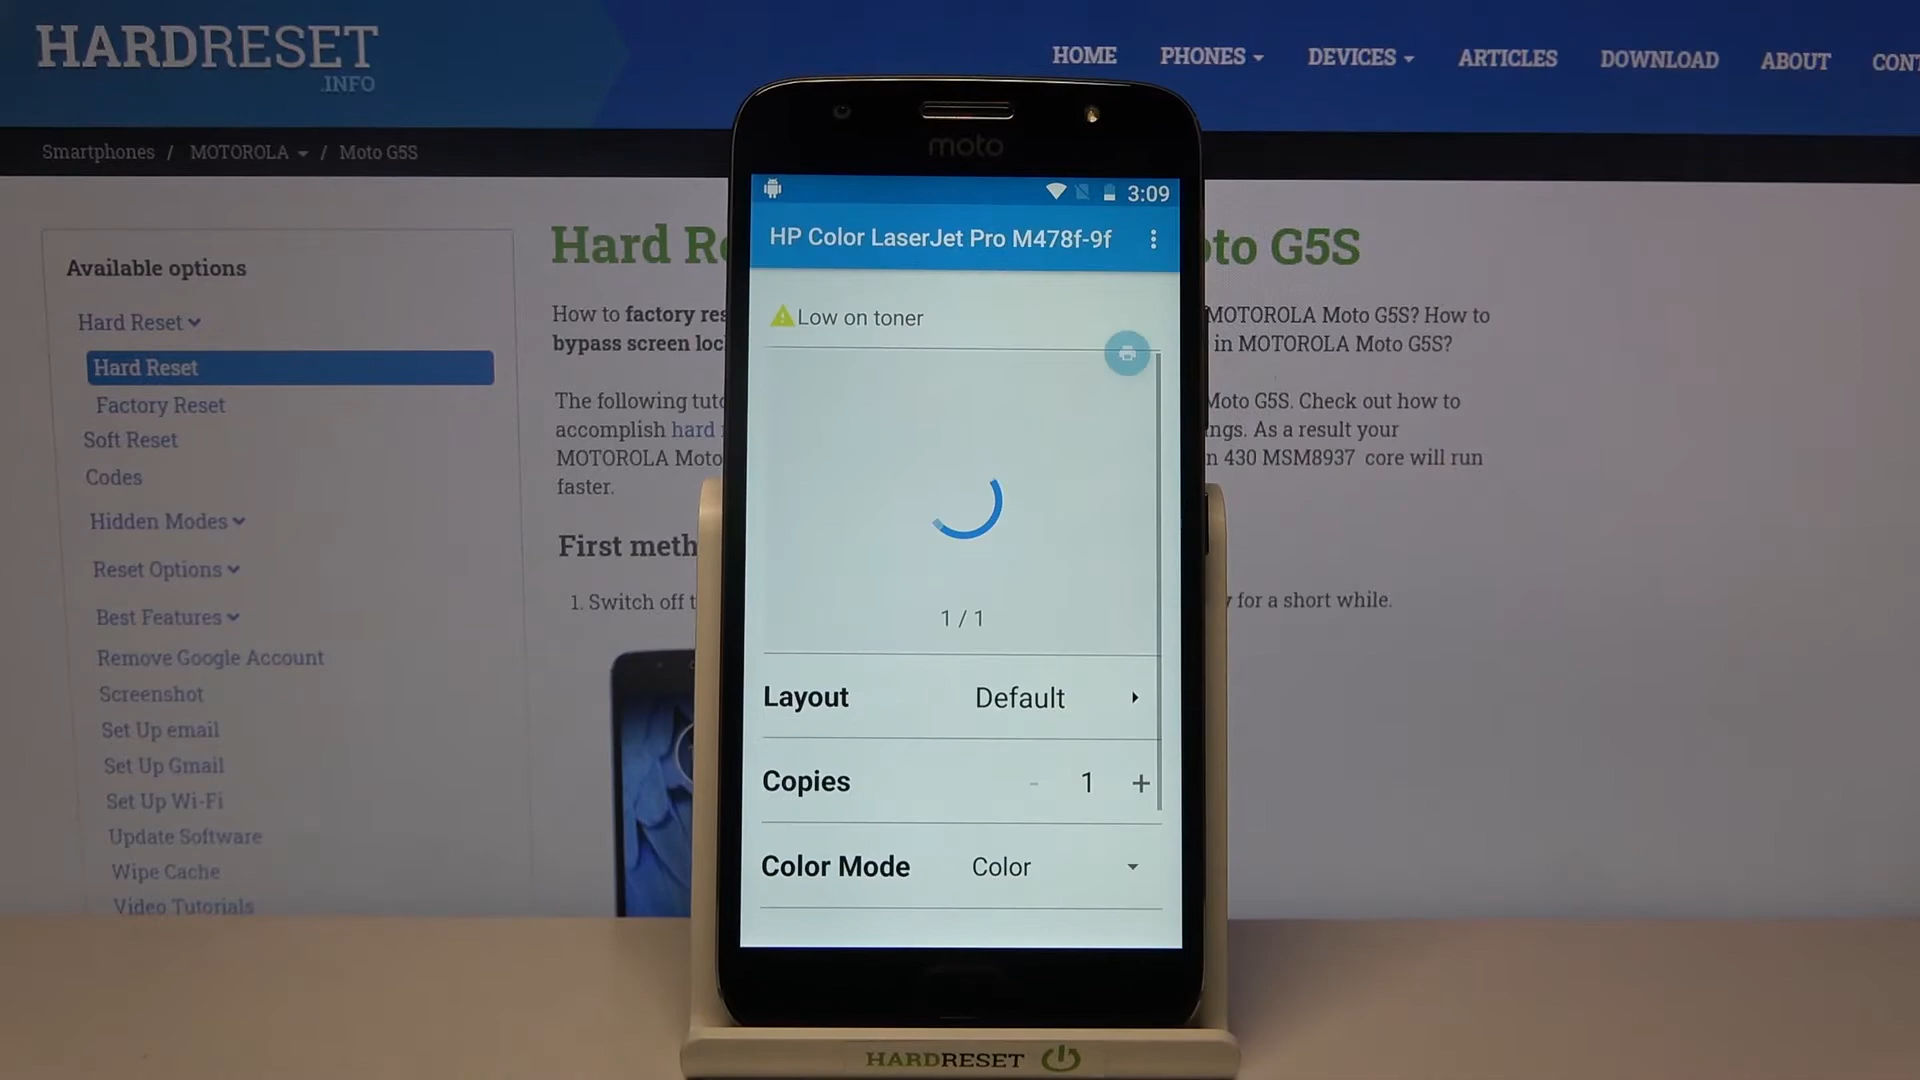 HARDRESET
.INFO
HOME PHONES DEVICES ARTICLES DOWNLOAD ABOUT
Smartphones / MOTOROLA / Moto G5S
Available options
Hard Reset
Hard Reset
Factory Reset
Soft Reset
Codes
Hidden Modes
Reset Options
Best Features
Remove Google Account
Screenshot
Set Up email
Set Up Gmail
Set Up Wi-Fi
Update Software
Wipe Cache
Video Tutorials
Hard Moto G5S
How to factory MOTOROLA Moto G5S? How to
bypass screen in MOTOROLA Moto G5S?
The following Moto G5S. Check out how to
accomplish hard As a result your
MOTOROLA 430 MSM8937 core will run
faster.
First
1. Switch off for a short while.
moto
3:09
HP Color LaserJet Pro M478f-9f
Low on toner
1 / 1
Layout Default
Copies - 1 +
Color Mode Color
HARDRESET